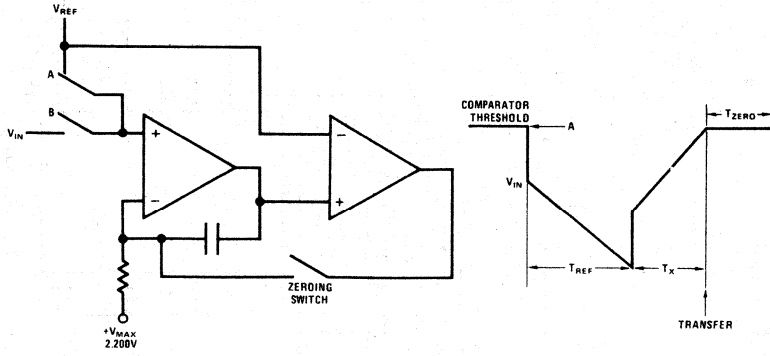 VREF
A
B
VIN
+
−
−
+
ZEROING
SWITCH
+VMAX
2.200V
COMPARATOR
THRESHOLD
A
TZERO
VIN
TREF
TX
TRANSFER